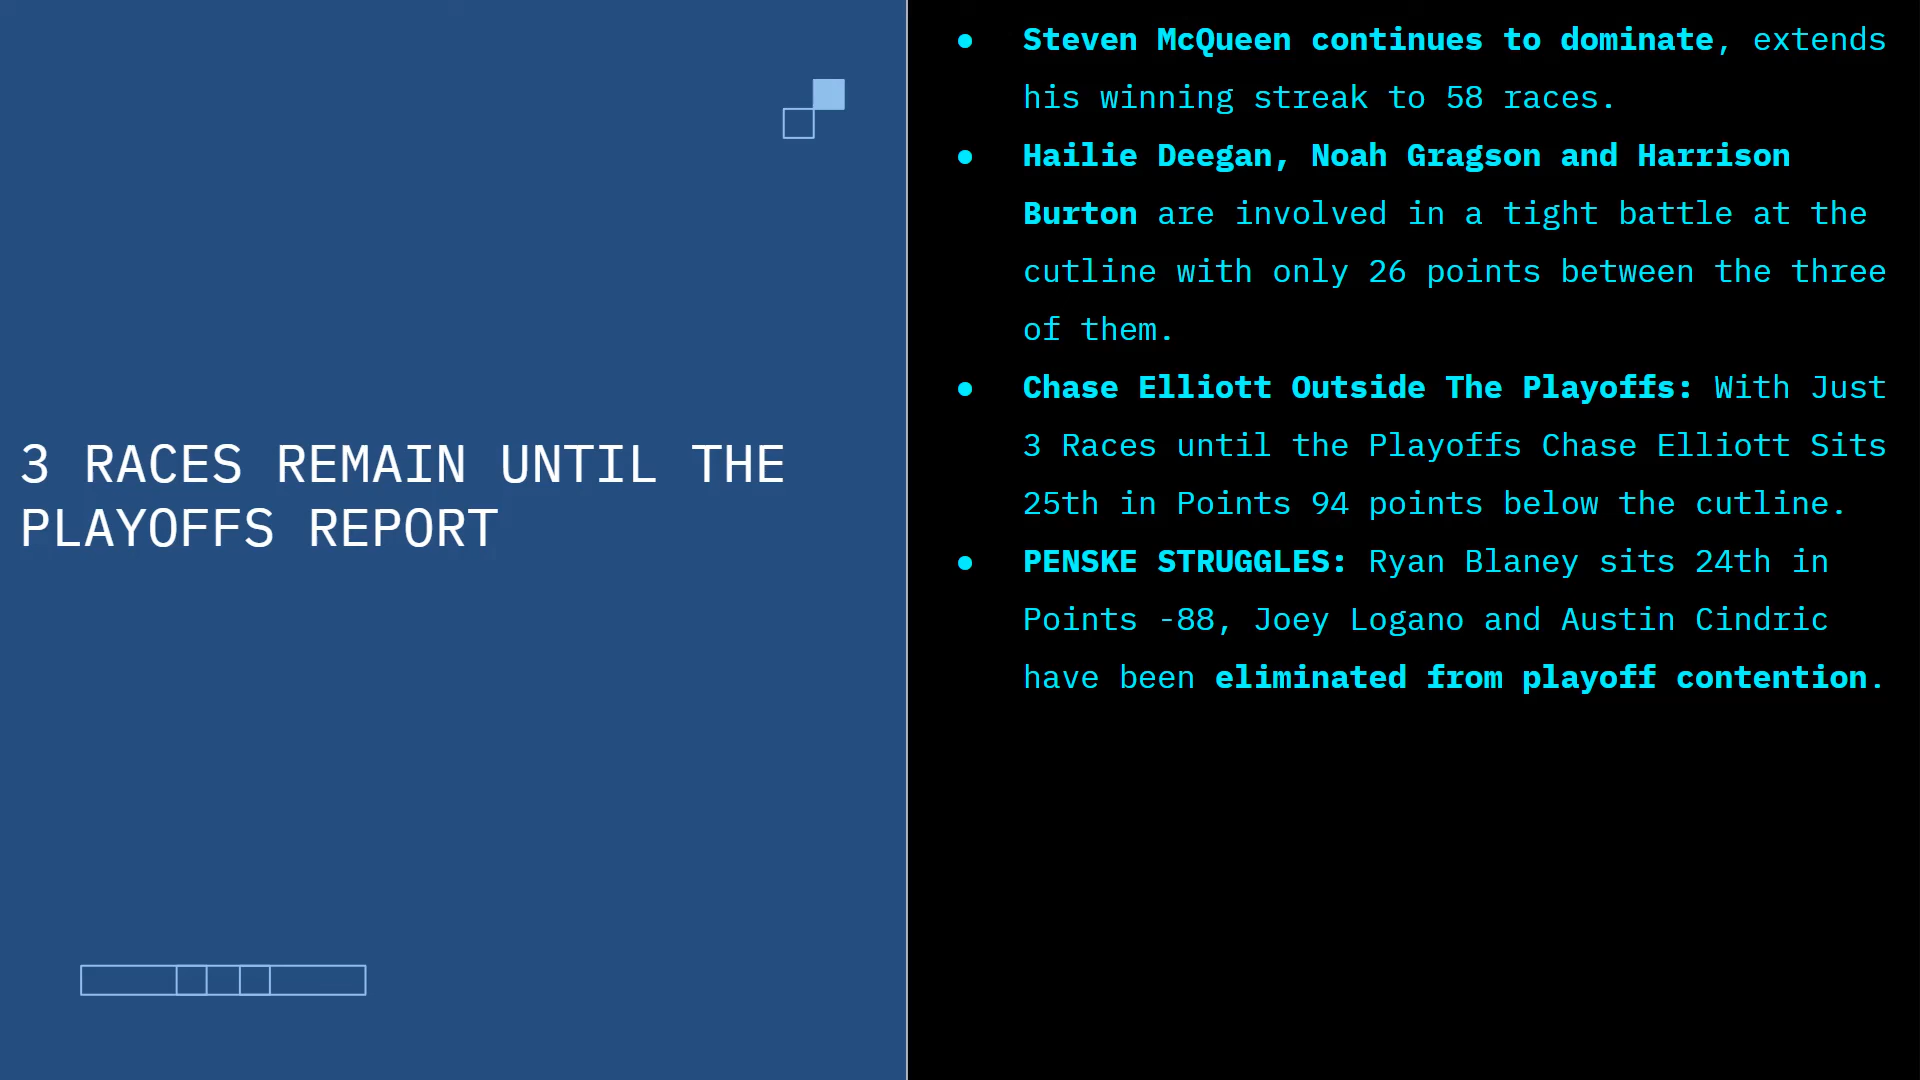 3 RACES REMAIN UNTIL THE
PLAYOFFS REPORT
• Steven McQueen continues to dominate, extends
his winning streak to 58 races.
• Hailie Deegan, Noah Gragson and Harrison
Burton are involved in a tight battle at the
cutline with only 26 points between the three
of them.
• Chase Elliott Outside The Playoffs: With Just
3 Races until the Playoffs Chase Elliott Sits
25th in Points 94 points below the cutline.
• PENSKE STRUGGLES: Ryan Blaney sits 24th in
Points -88, Joey Logano and Austin Cindric
have been eliminated from playoff contention.